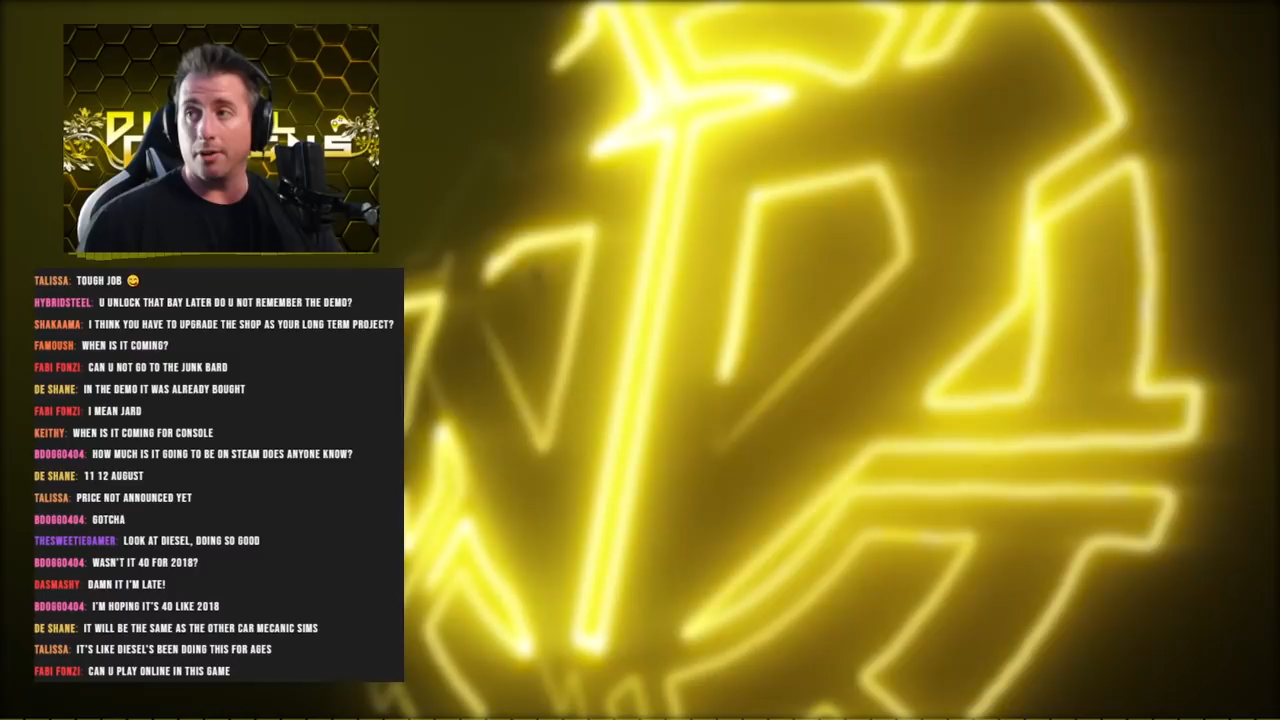 TALISSA: TOUGH JOB 😋
HYBRIDSTEEL: U UNLOCK THAT BAY LATER DO U NOT REMEMBER THE DEMO?
SHAKAAMA: I THINK YOU HAVE TO UPGRADE THE SHOP AS YOUR LONG TERM PROJECT?
FAMOUSH: WHEN IS IT COMING?
FABI FONZI: CAN U NOT GO TO THE JUNK BARD
DE SHANE: IN THE DEMO IT WAS ALREADY BOUGHT
FABI FONZI: I MEAN JARD
KEITHY: WHEN IS IT COMING FOR CONSOLE
BDOGG0404: HOW MUCH IS IT GOING TO BE ON STEAM DOES ANYONE KNOW?
DE SHANE: 11 12 AUGUST
TALISSA: PRICE NOT ANNOUNCED YET
BDOGG0404: GOTCHA
THESWEETIEGAMER: LOOK AT DIESEL, DOING SO GOOD
BDOGG0404: WASN'T IT 40 FOR 2018?
DASMASHY: DAMN IT I'M LATE!
BDOGG0404: I'M HOPING IT'S 40 LIKE 2018
DE SHANE: IT WILL BE THE SAME AS THE OTHER CAR MECANIC SIMS
TALISSA: IT'S LIKE DIESEL'S BEEN DOING THIS FOR AGES
FABI FONZI: CAN U PLAY ONLINE IN THIS GAME